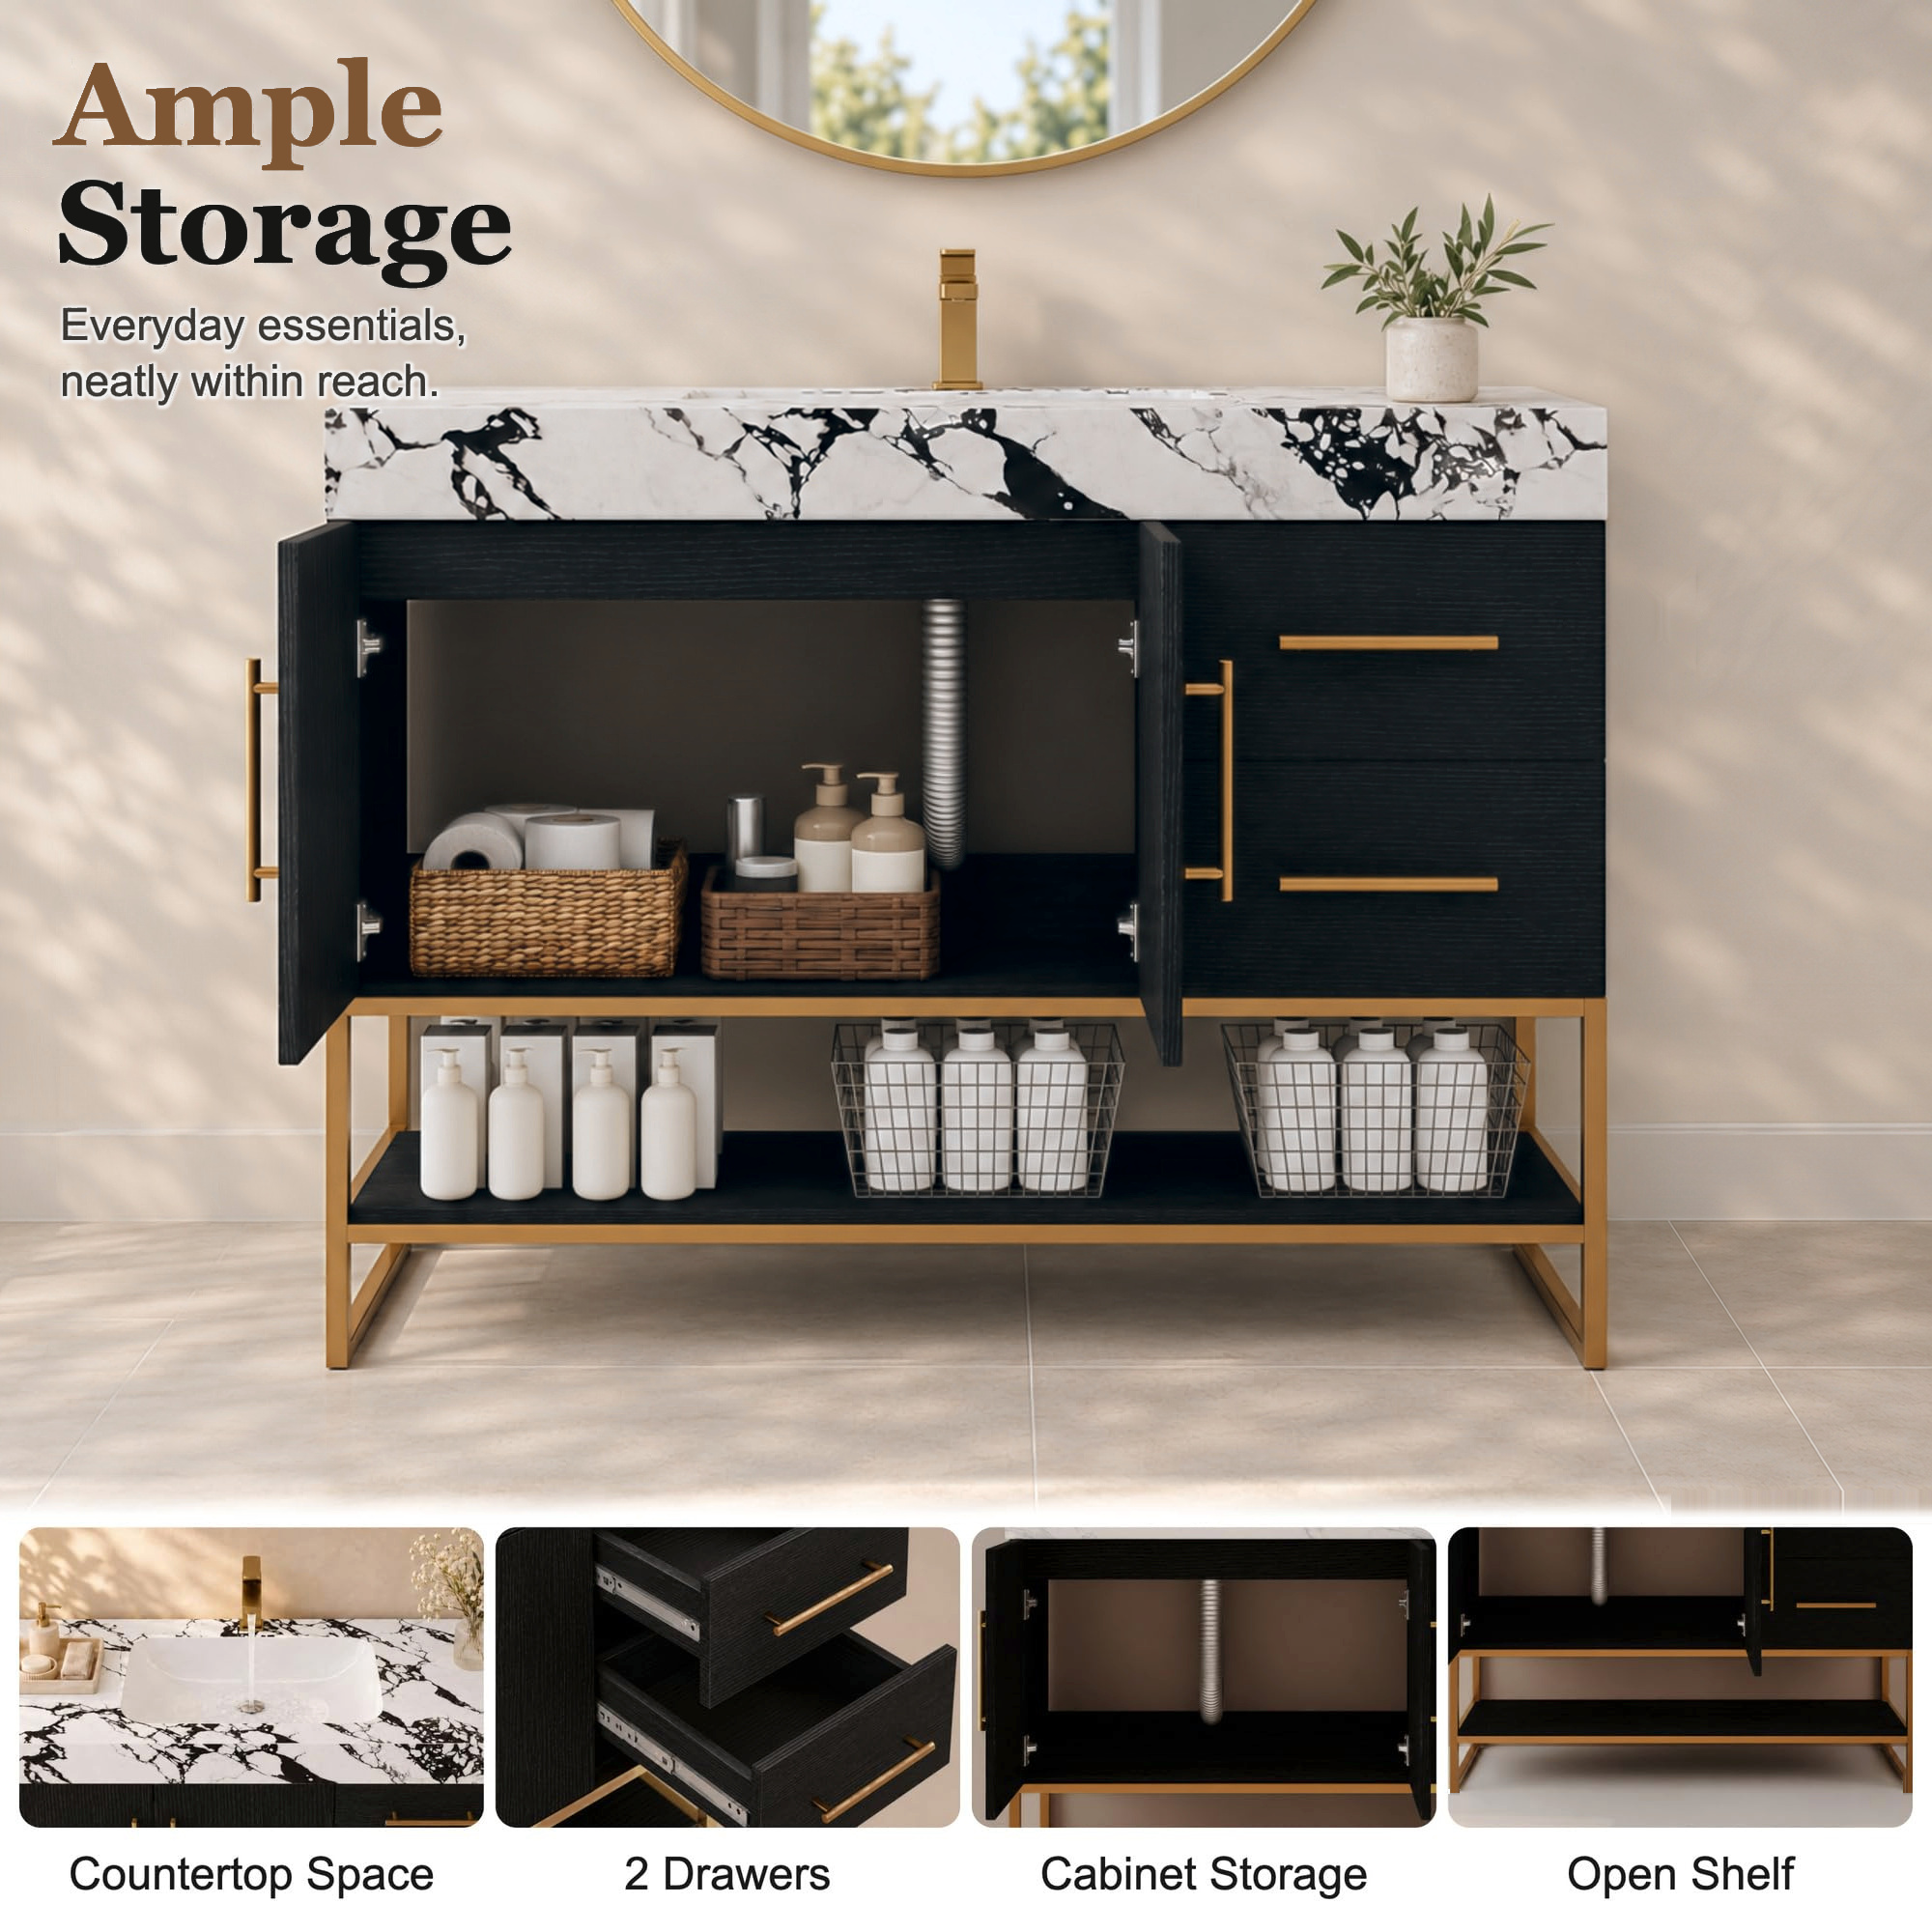 Ample
Storage
Everyday essentials,
neatly within reach.
Countertop Space
2 Drawers
Cabinet Storage
Open Shelf